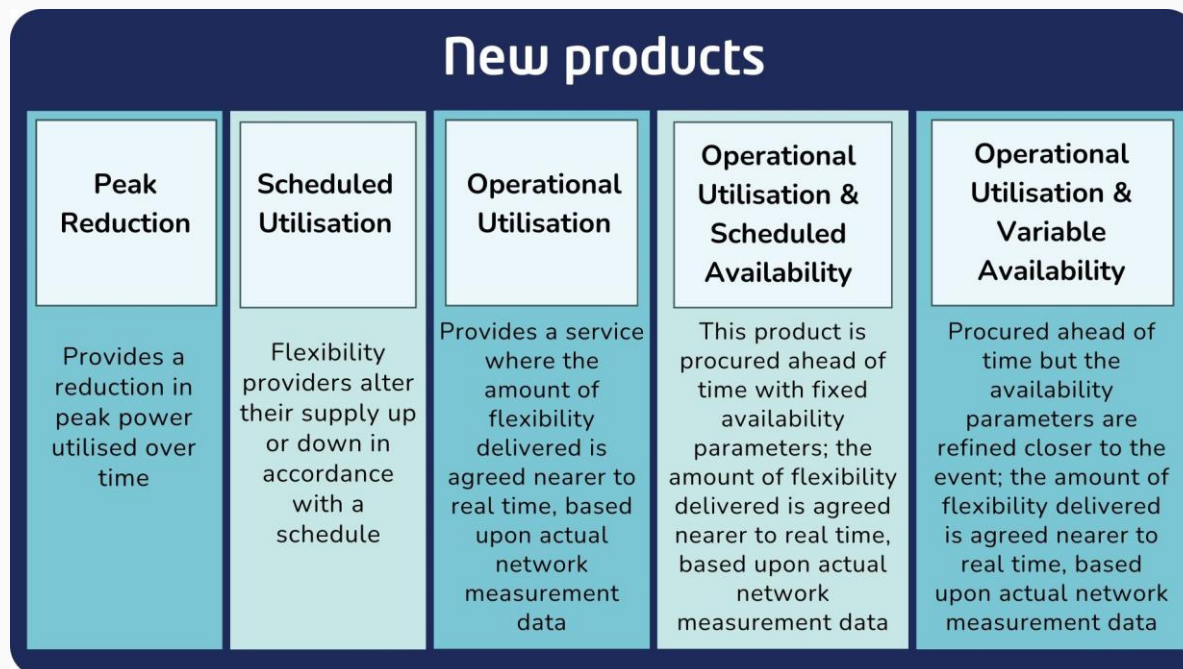 New products
Peak
Reduction
Provides a
reduction in
peak power
utilised over
time
Scheduled
Utilisation
Flexibility
providers alter
their supply up
or down in
accordance
with a
schedule
Operational
Utilisation
Provides a service
where the
amount of
flexibility
delivered is
agreed nearer to
real time, based
upon actual
network
measurement
data
Operational
Utilisation &
Scheduled
Availability
This product is
procured ahead of
time with fixed
availability
parameters; the
amount of flexibility
delivered is agreed
nearer to real time,
based upon actual
network
measurement data
Operational
Utilisation &
Variable
Availability
Procured ahead of
time but the
availability
parameters are
refined closer to the
event; the amount of
flexibility delivered
is agreed nearer to
real time, based
upon actual network
measurement data